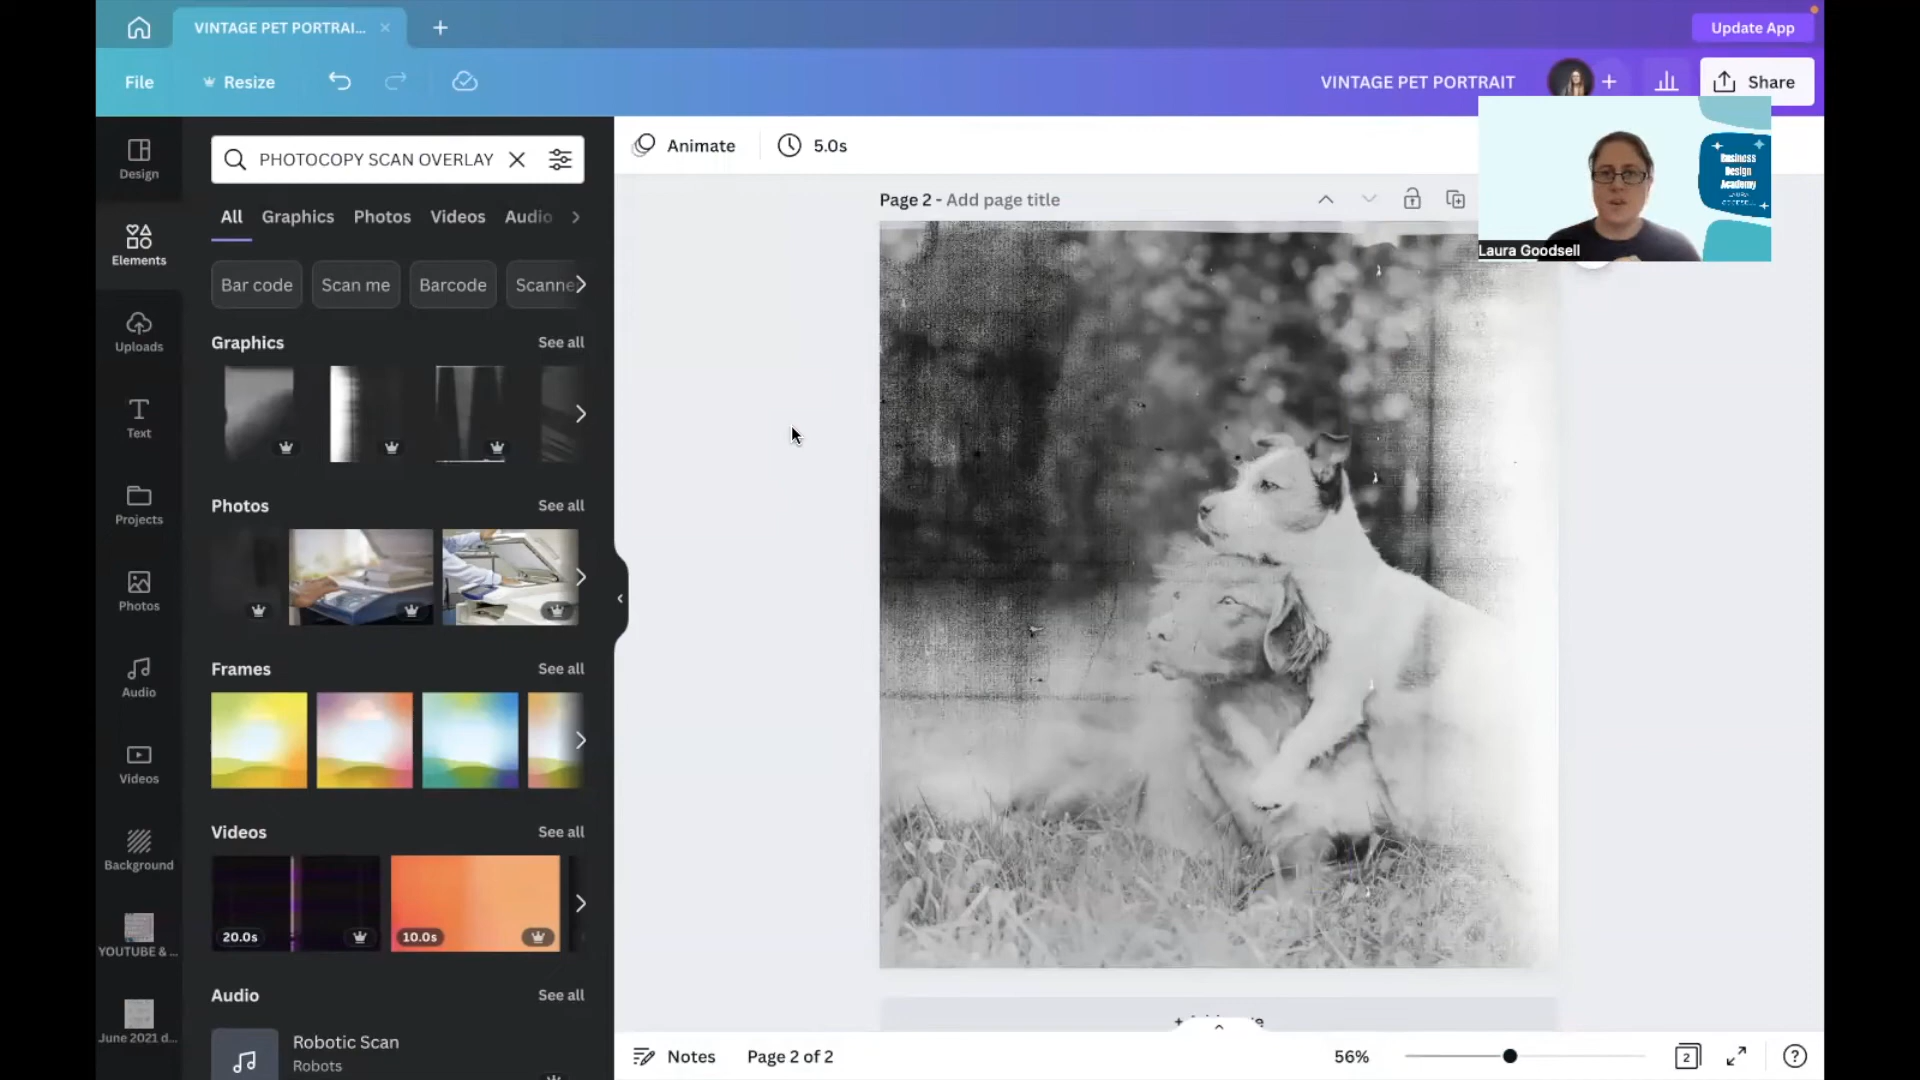 VINTAGE PET PORTRAI...
Update App
File
Resize
VINTAGE PET PORTRAIT
Share
Design
Elements
Uploads
Text
Projects
Photos
Audio
Videos
Background
YOUTUBE & ...
June 2021 d...
PHOTOCOPY SCAN OVERLAY
All Graphics Photos Videos Audio
Bar code Scan me Barcode Scanne
Graphics See all
Photos See all
Frames See all
Videos See all
20.0s 10.0s
Audio See all
Robotic Scan
Robots
Animate 5.0s
Page 2 - Add page title
Business
Design
Academy
Laura Goodsell
Notes Page 2 of 2 56% 2 ?